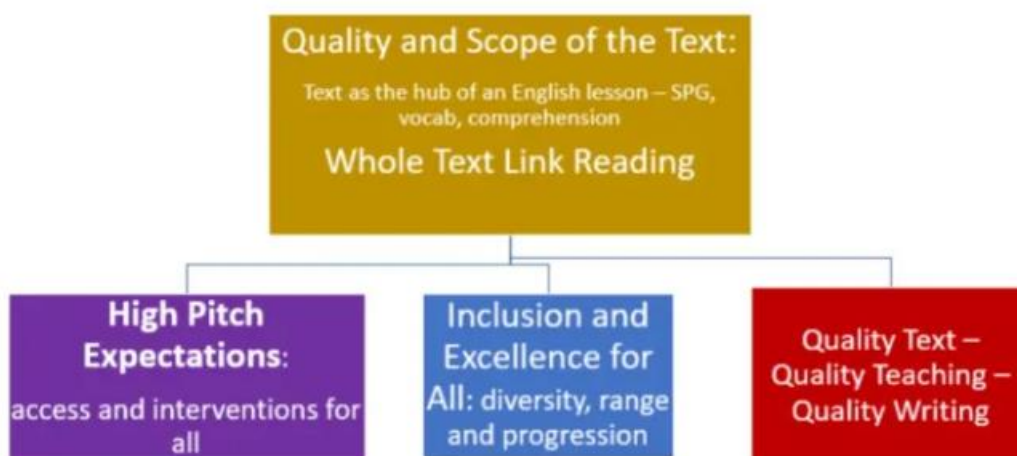 Quality and Scope of the Text:
Text as the hub of an English lesson – SPG,
vocab, comprehension
Whole Text Link Reading
High Pitch
Expectations:
access and interventions for
all
Inclusion and
Excellence for
All: diversity, range
and progression
Quality Text –
Quality Teaching –
Quality Writing